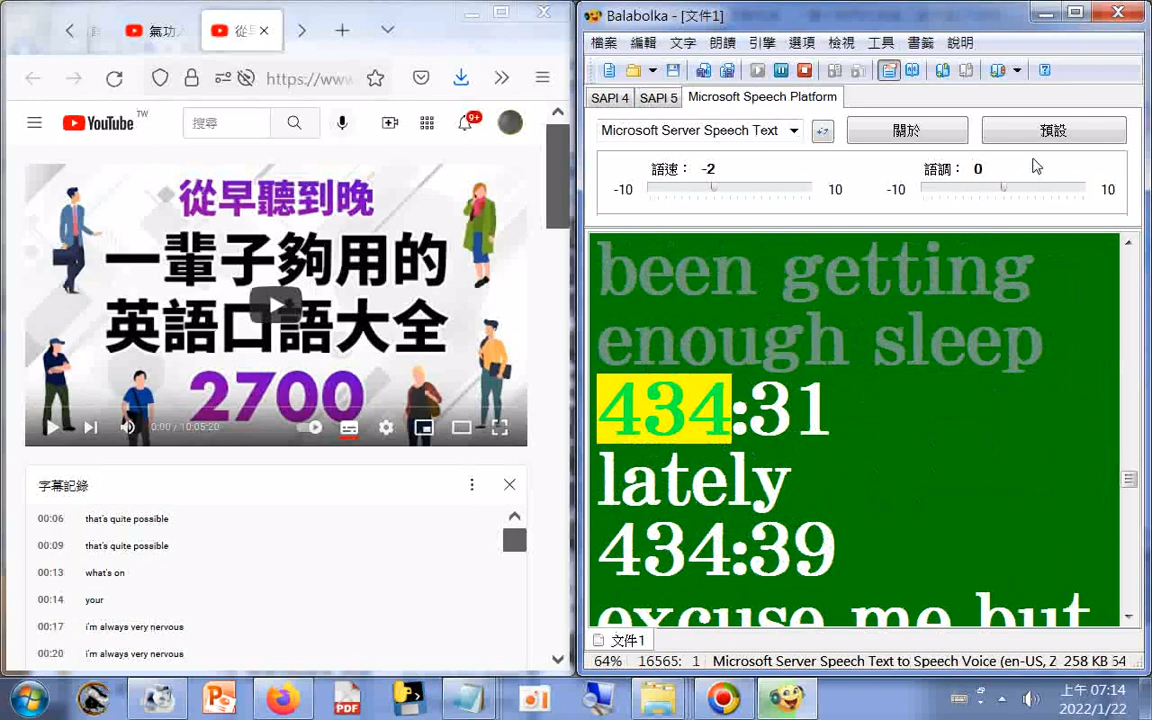 氣功
從
https://www
YouTube TW
搜尋
9+
從早聽到晚
一輩子夠用的
英語口語大全
2700
0:00 / 10:05:20
字幕記錄
00:06 that's quite possible
00:09 that's quite possible
00:13 what's on
00:14 your
00:17 i'm always very nervous
00:20 i'm always very nervous
Balabolka - [文件1]
檔案 編輯 文字 朗讀 引擎 選項 檢視 工具 書籤 說明
SAPI 4 SAPI 5 Microsoft Speech Platform
Microsoft Server Speech Text 關於 預設
語速： -2 語調： 0
-10 10 -10 10
been getting
enough sleep
434:31
lately
434:39
excuse me but
文件1
64% 16565: 1 Microsoft Server Speech Text to Speech Voice (en-US, Z 258 KB 54
PDF
上午 07:14
2022/1/22